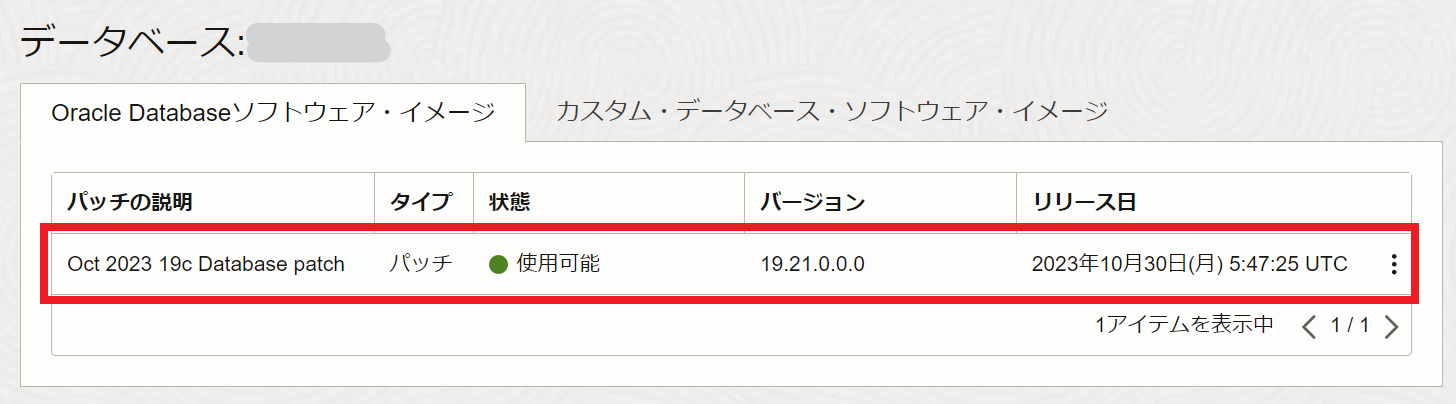 データベース:
Oracle Databaseソフトウェア・イメージ カスタム・データベース・ソフトウェア・イメージ
パッチの説明 タイプ 状態 バージョン リリース日
Oct 2023 19c Database patch パッチ 使用可能 19.21.0.0.0 2023年10月30日(月) 5:47:25 UTC
1アイテムを表示中 1 / 1